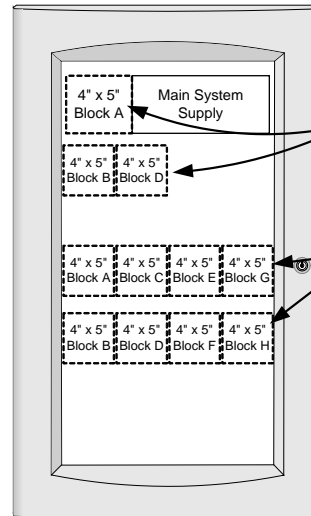 4" x 5" Main System
Block A Supply
4" x 5" 4" x 5"
Block B Block D
4" x 5" 4" x 5" 4" x 5" 4" x 5"
Block A Block C Block E Block G
4" x 5" 4" x 5" 4" x 5" 4" x 5"
Block B Block D Block F Block H